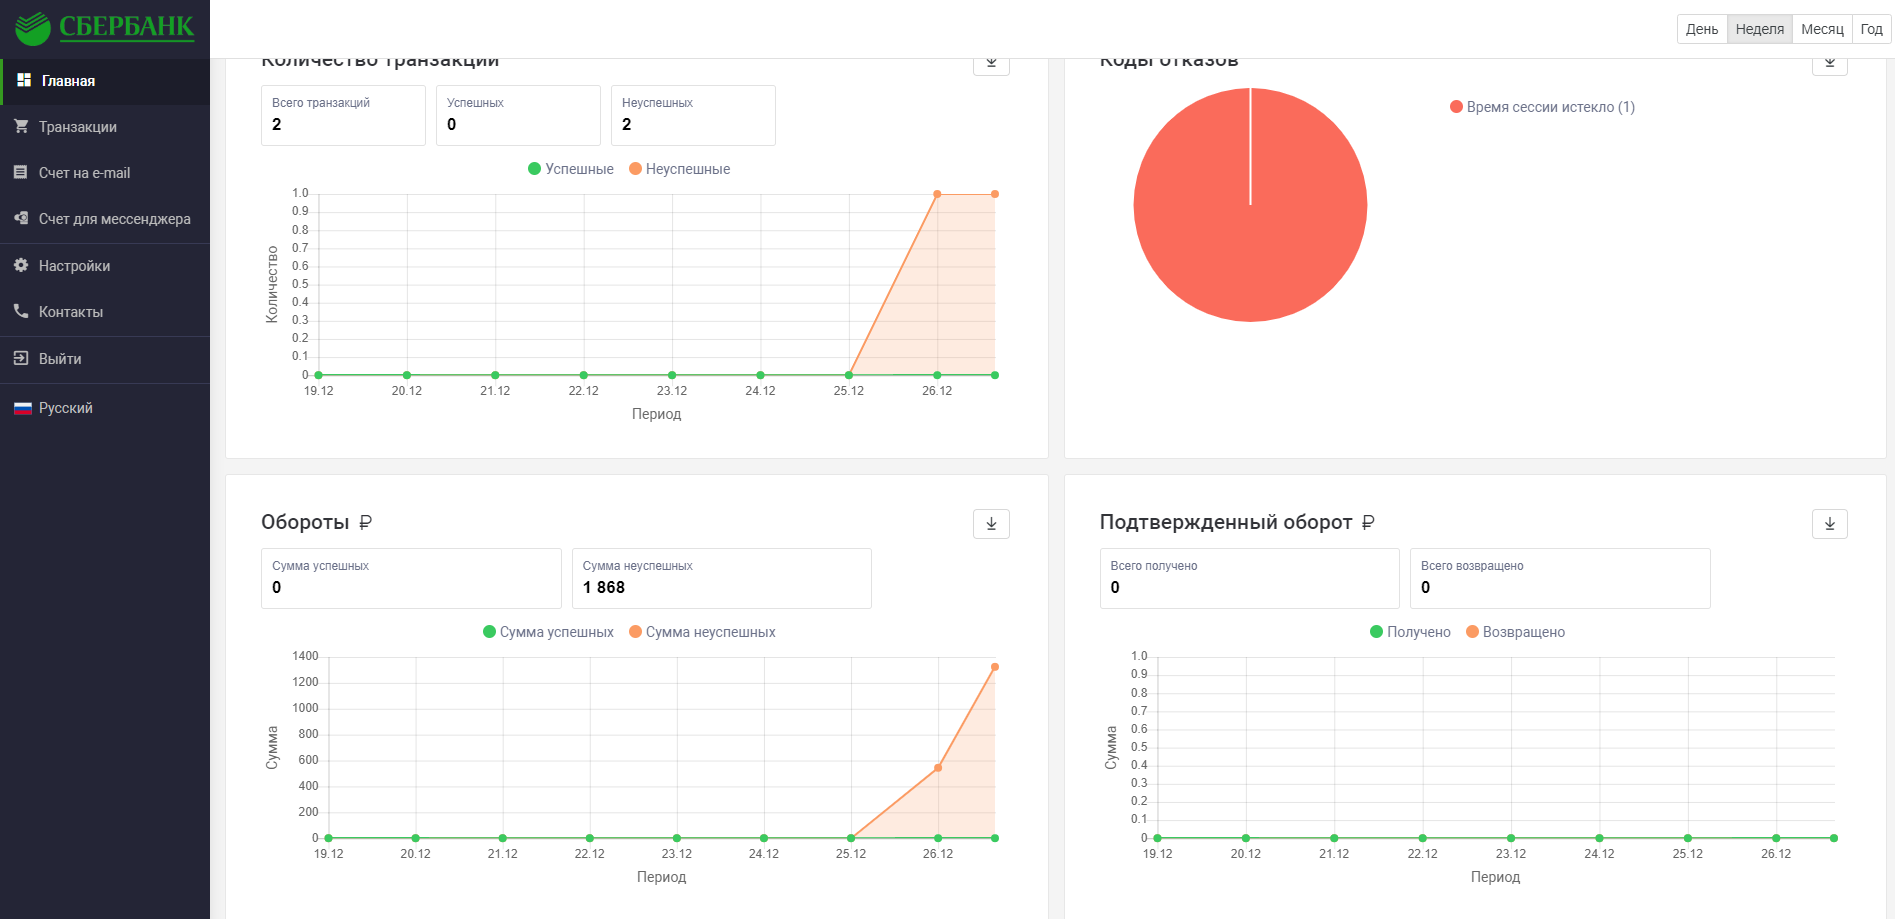 СБЕРБАНК
Главная
Транзакции
Счет на e-mail
Счет для мессенджера
Настройки
Контакты
Выйти
Русский
День Неделя Месяц Год
Количество транзакций
Всего транзакций Успешных Неуспешных
2 0 2
Успешные Неуспешные
1.0
0.9
0.8
0.7
0.6
0.5
0.4
0.3
0.2
0.1
0
Количество
19.12 20.12 21.12 22.12 23.12 24.12 25.12 26.12
Период
Коды отказов
Время сессии истекло (1)
Обороты ₽
Сумма успешных Сумма неуспешных
0 1 868
Сумма успешных Сумма неуспешных
1400
1200
1000
800
600
400
200
0
Сумма
19.12 20.12 21.12 22.12 23.12 24.12 25.12 26.12
Период
Подтвержденный оборот ₽
Всего получено Всего возвращено
0 0
Получено Возвращено
1.0
0.9
0.8
0.7
0.6
0.5
0.4
0.3
0.2
0.1
0
Сумма
19.12 20.12 21.12 22.12 23.12 24.12 25.12 26.12
Период